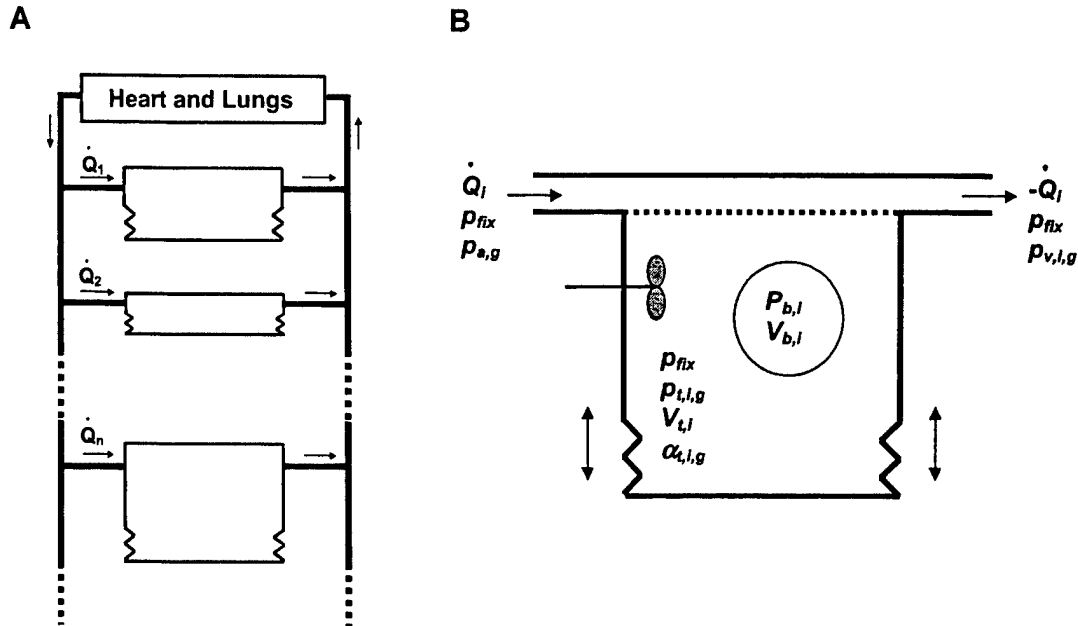 A
Heart and Lungs
Q̇1
Q̇2
Q̇n
B
Q̇i
pfix
pa,g
-Q̇i
pfix
pv,i,g
Pb,i
Vb,i
pfix
pt,i,g
Vt,i
αt,i,g